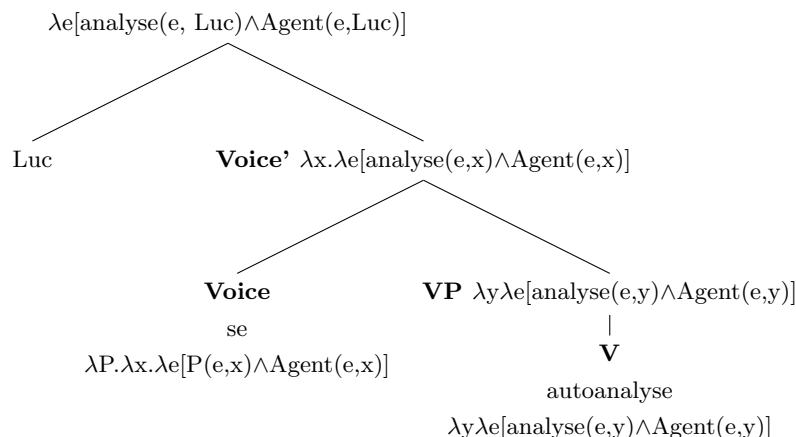 λe[analyse(e, Luc)∧Agent(e,Luc)]
Luc
Voice’ λx.λe[analyse(e,x)∧Agent(e,x)]
Voice
se
λP.λx.λe[P(e,x)∧Agent(e,x)]
VP λyλe[analyse(e,y)∧Agent(e,y)]
V
autoanalyse
λyλe[analyse(e,y)∧Agent(e,y)]